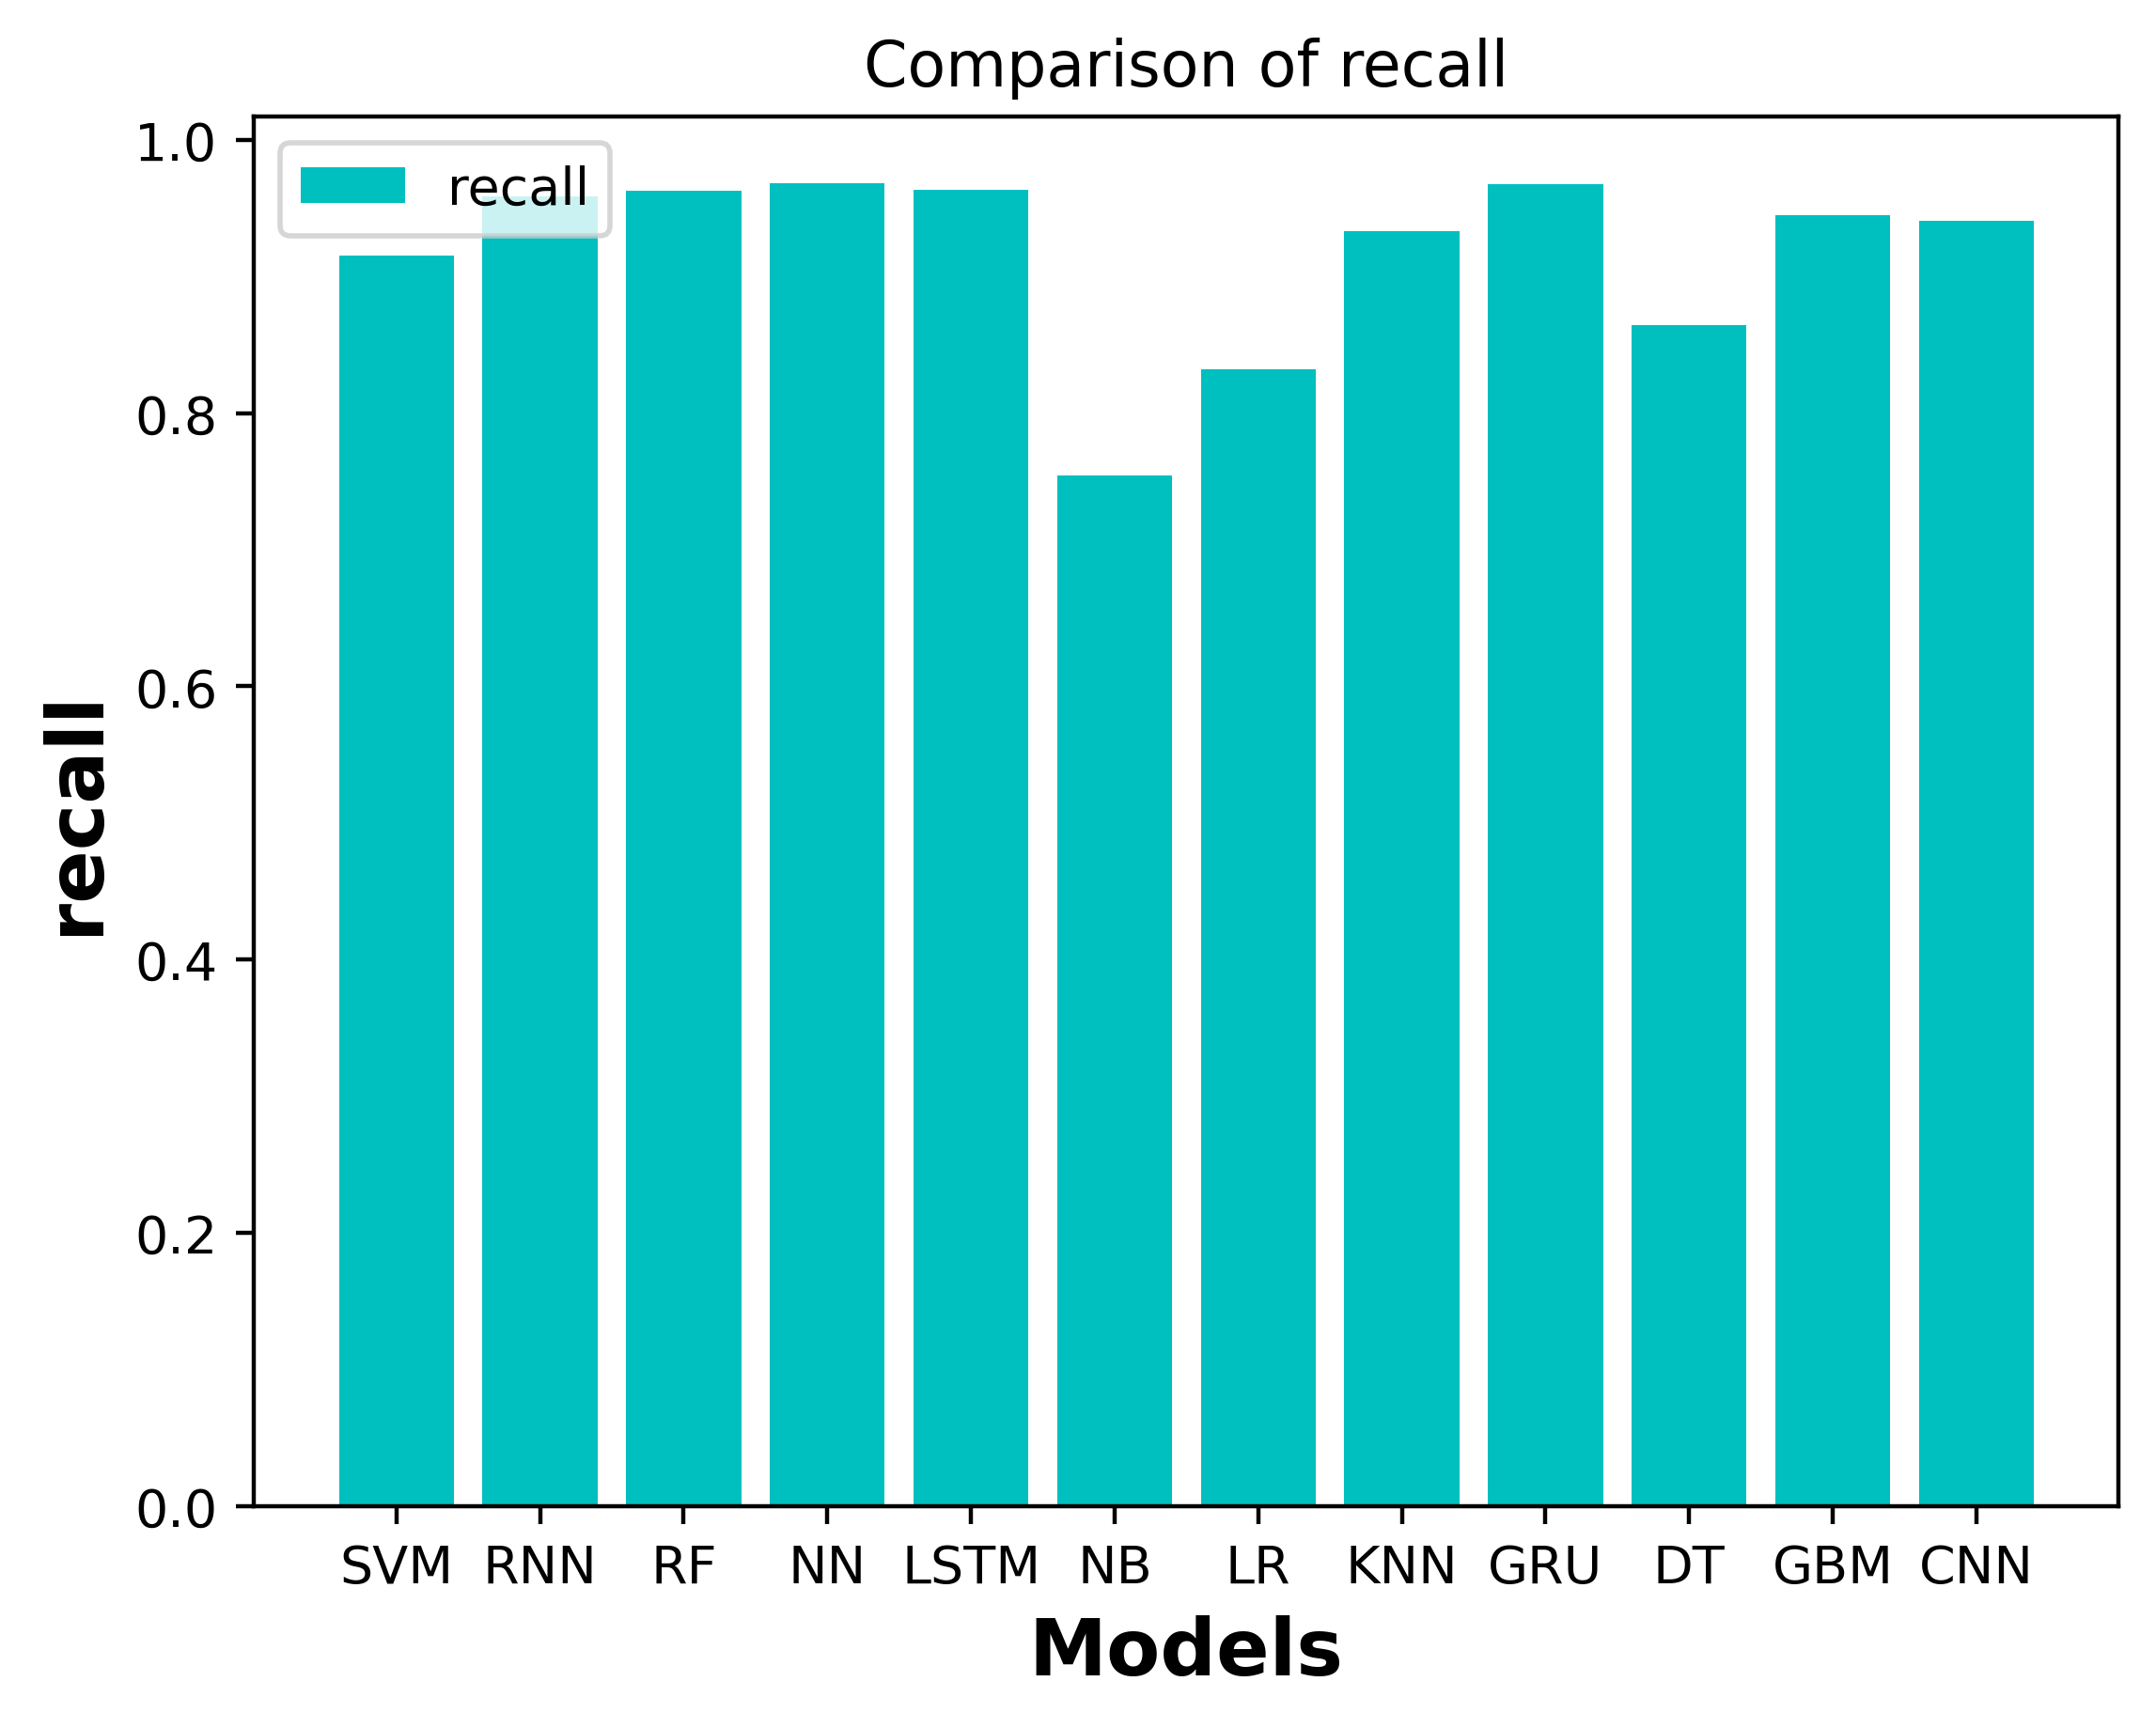 Comparison of recall
recall
1.0
0.8
0.6
0.4
0.2
0.0
recall
SVM RNN RF NN LSTM NB LR KNN GRU DT GBM CNN
Models